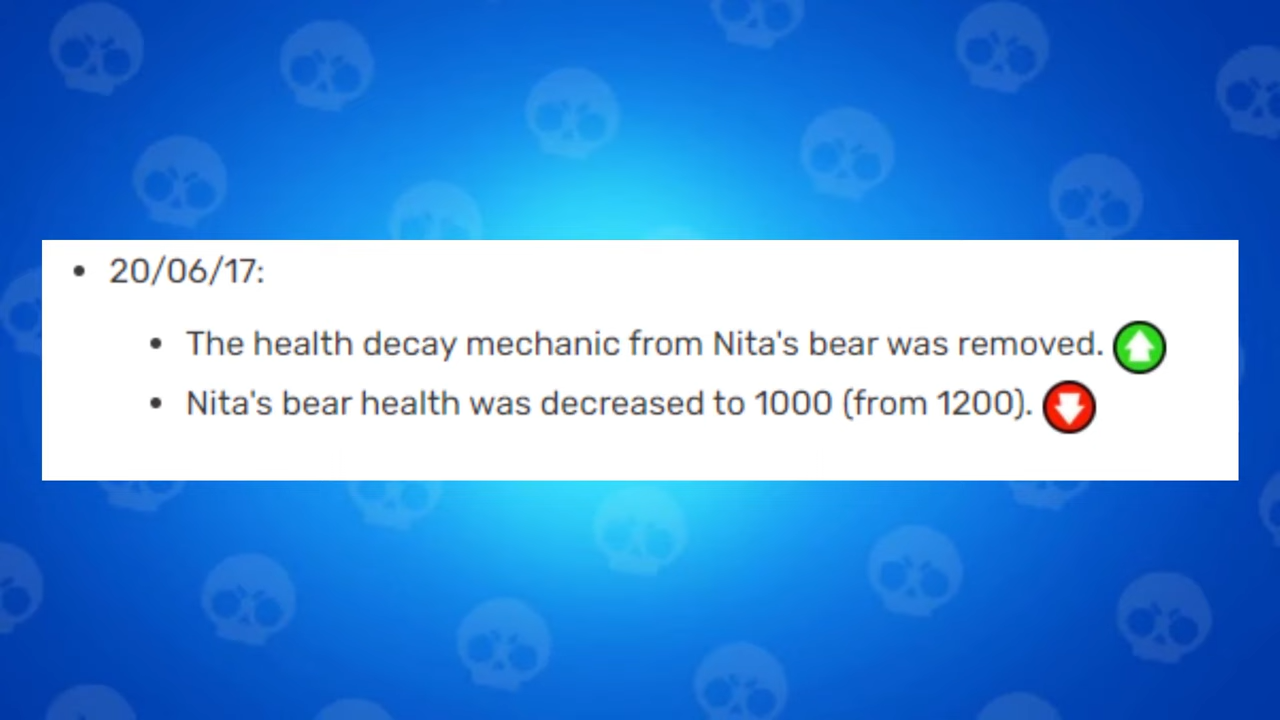 20/06/17:
The health decay mechanic from Nita's bear was removed.
Nita's bear health was decreased to 1000 (from 1200).